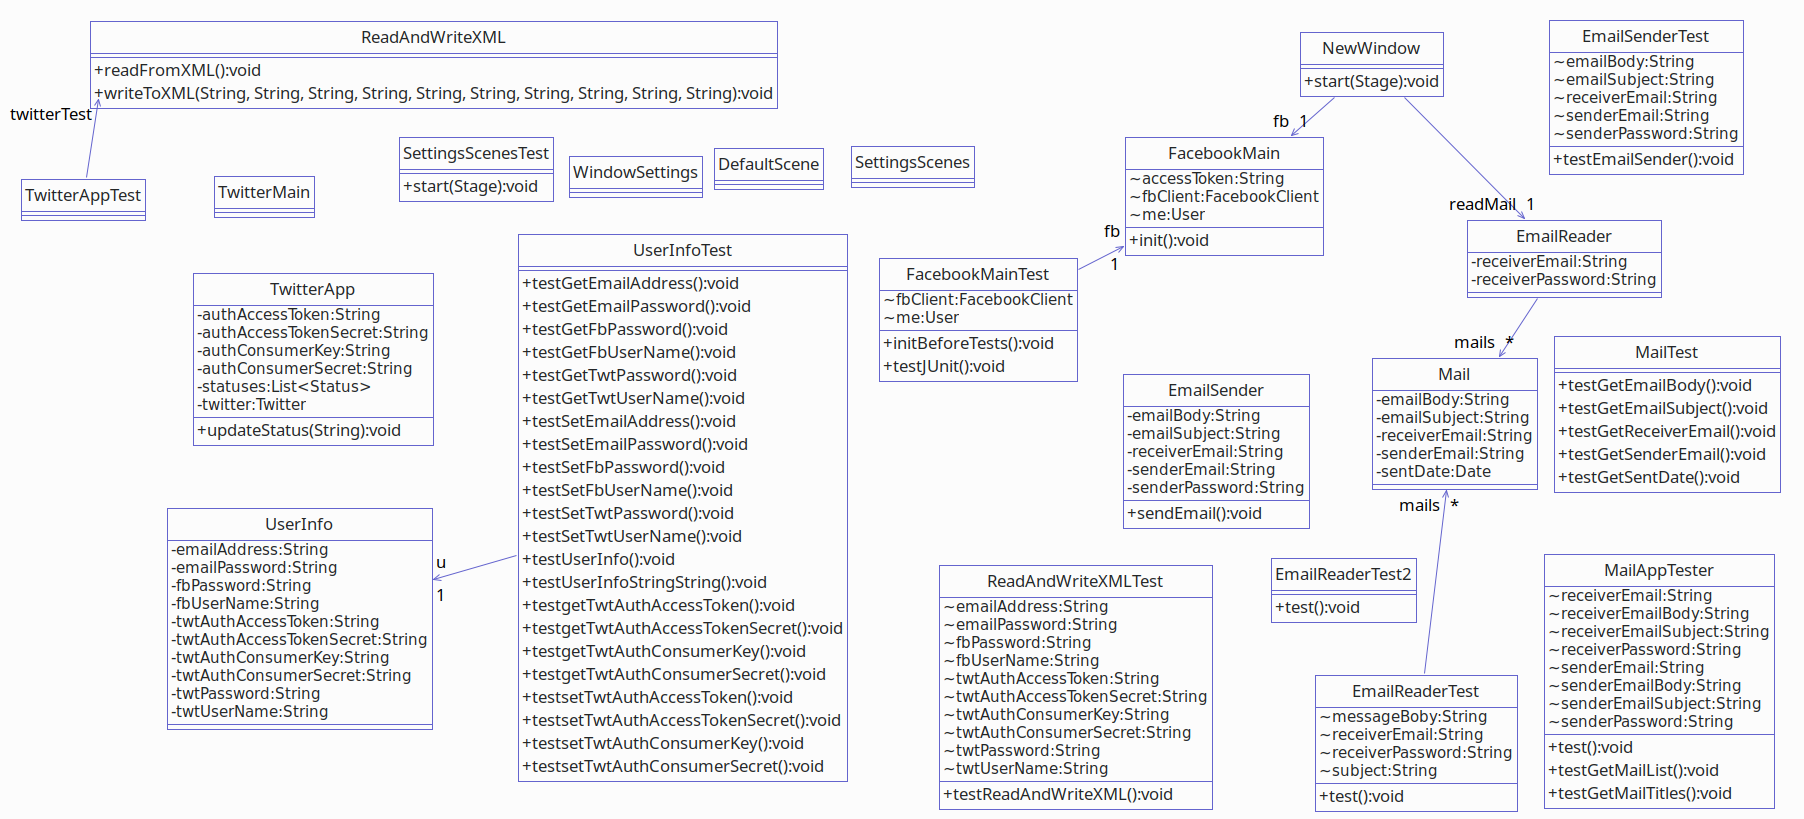 ReadAndWriteXML
+readFromXML():void
+writeToXML(String, String, String, String, String, String, String, String, String, String):void
twitterTest
TwitterAppTest
TwitterMain
SettingsScenesTest
+start(Stage):void
WindowSettings
DefaultScene
SettingsScenes
NewWindow
+start(Stage):void
fb 1
readMail 1
EmailSenderTest
~emailBody:String
~emailSubject:String
~receiverEmail:String
~senderEmail:String
~senderPassword:String
+testEmailSender():void
FacebookMain
~accessToken:String
~fbClient:FacebookClient
~me:User
+init():void
fb
1
FacebookMainTest
~fbClient:FacebookClient
~me:User
+initBeforeTests():void
+testJUnit():void
EmailReader
-receiverEmail:String
-receiverPassword:String
mails *
TwitterApp
-authAccessToken:String
-authAccessTokenSecret:String
-authConsumerKey:String
-authConsumerSecret:String
-statuses:List<Status>
-twitter:Twitter
+updateStatus(String):void
UserInfoTest
+testGetEmailAddress():void
+testGetEmailPassword():void
+testGetFbPassword():void
+testGetFbUserName():void
+testGetTwtPassword():void
+testGetTwtUserName():void
+testSetEmailAddress():void
+testSetEmailPassword():void
+testSetFbPassword():void
+testSetFbUserName():void
+testSetTwtPassword():void
+testSetTwtUserName():void
+testUserInfo():void
+testUserInfoStringString():void
+testgetTwtAuthAccessToken():void
+testgetTwtAuthAccessTokenSecret():void
+testgetTwtAuthConsumerKey():void
+testgetTwtAuthConsumerSecret():void
+testsetTwtAuthAccessToken():void
+testsetTwtAuthAccessTokenSecret():void
+testsetTwtAuthConsumerKey():void
+testsetTwtAuthConsumerSecret():void
u
1
UserInfo
-emailAddress:String
-emailPassword:String
-fbPassword:String
-fbUserName:String
-twtAuthAccessToken:String
-twtAuthAccessTokenSecret:String
-twtAuthConsumerKey:String
-twtAuthConsumerSecret:String
-twtPassword:String
-twtUserName:String
EmailSender
-emailBody:String
-emailSubject:String
-receiverEmail:String
-senderEmail:String
-senderPassword:String
+sendEmail():void
Mail
-emailBody:String
-emailSubject:String
-receiverEmail:String
-senderEmail:String
-sentDate:Date
mails *
MailTest
+testGetEmailBody():void
+testGetEmailSubject():void
+testGetReceiverEmail():void
+testGetSenderEmail():void
+testGetSentDate():void
ReadAndWriteXMLTest
~emailAddress:String
~emailPassword:String
~fbPassword:String
~fbUserName:String
~twtAuthAccessToken:String
~twtAuthAccessTokenSecret:String
~twtAuthConsumerKey:String
~twtAuthConsumerSecret:String
~twtPassword:String
~twtUserName:String
+testReadAndWriteXML():void
EmailReaderTest2
+test():void
EmailReaderTest
~messageBoby:String
~receiverEmail:String
~receiverPassword:String
~subject:String
+test():void
MailAppTester
~receiverEmail:String
~receiverEmailBody:String
~receiverEmailSubject:String
~receiverPassword:String
~senderEmail:String
~senderEmailBody:String
~senderEmailSubject:String
~senderPassword:String
+test():void
+testGetMailList():void
+testGetMailTitles():void